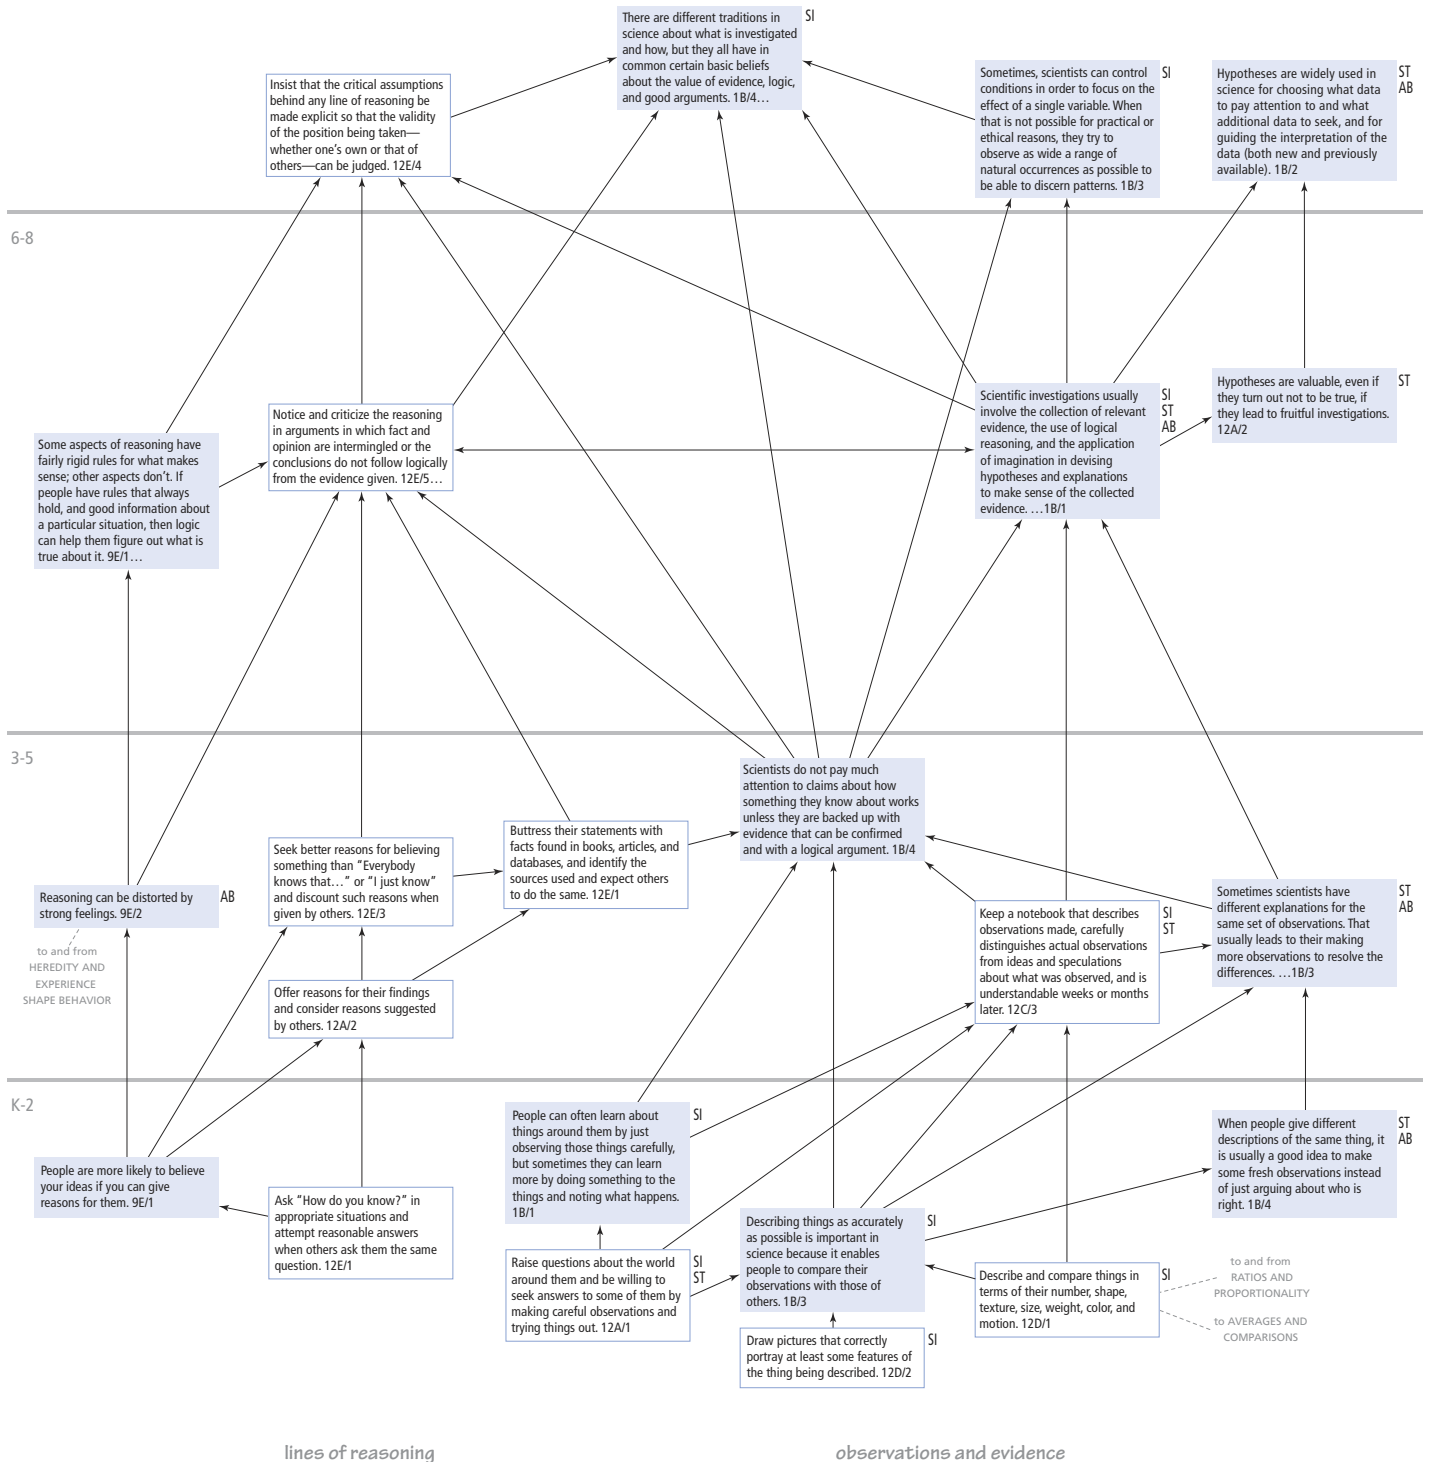 There are different traditions in
science about what is investigated
and how, but they all have in
common certain basic beliefs
about the value of evidence, logic,
and good arguments. 1B/4…
SI
Insist that the critical assumptions
behind any line of reasoning be
made explicit so that the validity
of the position being taken—
whether one’s own or that of
others—can be judged. 12E/4
Sometimes, scientists can control
conditions in order to focus on the
effect of a single variable. When
that is not possible for practical or
ethical reasons, they try to
observe as wide a range of
natural occurrences as possible to
be able to discern patterns. 1B/3
SI
Hypotheses are widely used in
science for choosing what data
to pay attention to and what
additional data to seek, and for
guiding the interpretation of the
data (both new and previously
available). 1B/2
ST
AB
6-8
Some aspects of reasoning have
fairly rigid rules for what makes
sense; other aspects don’t. If
people have rules that always
hold, and good information about
a particular situation, then logic
can help them figure out what is
true about it. 9E/1…
Notice and criticize the reasoning
in arguments in which fact and
opinion are intermingled or the
conclusions do not follow logically
from the evidence given. 12E/5…
Scientific investigations usually
involve the collection of relevant
evidence, the use of logical
reasoning, and the application
of imagination in devising
hypotheses and explanations
to make sense of the collected
evidence. …1B/1
SI
ST
AB
Hypotheses are valuable, even if
they turn out not to be true, if
they lead to fruitful investigations.
12A/2
ST
3-5
Scientists do not pay much
attention to claims about how
something they know about works
unless they are backed up with
evidence that can be confirmed
and with a logical argument. 1B/4
Buttress their statements with
facts found in books, articles, and
databases, and identify the
sources used and expect others
to do the same. 12E/1
Seek better reasons for believing
something than “Everybody
knows that…” or “I just know”
and discount such reasons when
given by others. 12E/3
Reasoning can be distorted by
strong feelings. 9E/2
AB
to and from
HEREDITY AND
EXPERIENCE
SHAPE BEHAVIOR
Offer reasons for their findings
and consider reasons suggested
by others. 12A/2
Keep a notebook that describes
observations made, carefully
distinguishes actual observations
from ideas and speculations
about what was observed, and is
understandable weeks or months
later. 12C/3
SI
ST
Sometimes scientists have
different explanations for the
same set of observations. That
usually leads to their making
more observations to resolve the
differences. …1B/3
ST
AB
K-2
People are more likely to believe
your ideas if you can give
reasons for them. 9E/1
Ask “How do you know?” in
appropriate situations and
attempt reasonable answers
when others ask them the same
question. 12E/1
People can often learn about
things around them by just
observing those things carefully,
but sometimes they can learn
more by doing something to the
things and noting what happens.
1B/1
SI
Raise questions about the world
around them and be willing to
seek answers to some of them by
making careful observations and
trying things out. 12A/1
SI
ST
Describing things as accurately
as possible is important in
science because it enables
people to compare their
observations with those of
others. 1B/3
SI
Draw pictures that correctly
portray at least some features of
the thing being described. 12D/2
SI
Describe and compare things in
terms of their number, shape,
texture, size, weight, color, and
motion. 12D/1
SI
When people give different
descriptions of the same thing, it
is usually a good idea to make
some fresh observations instead
of just arguing about who is
right. 1B/4
ST
AB
to and from
RATIOS AND
PROPORTIONALITY
to AVERAGES AND
COMPARISONS
lines of reasoning
observations and evidence